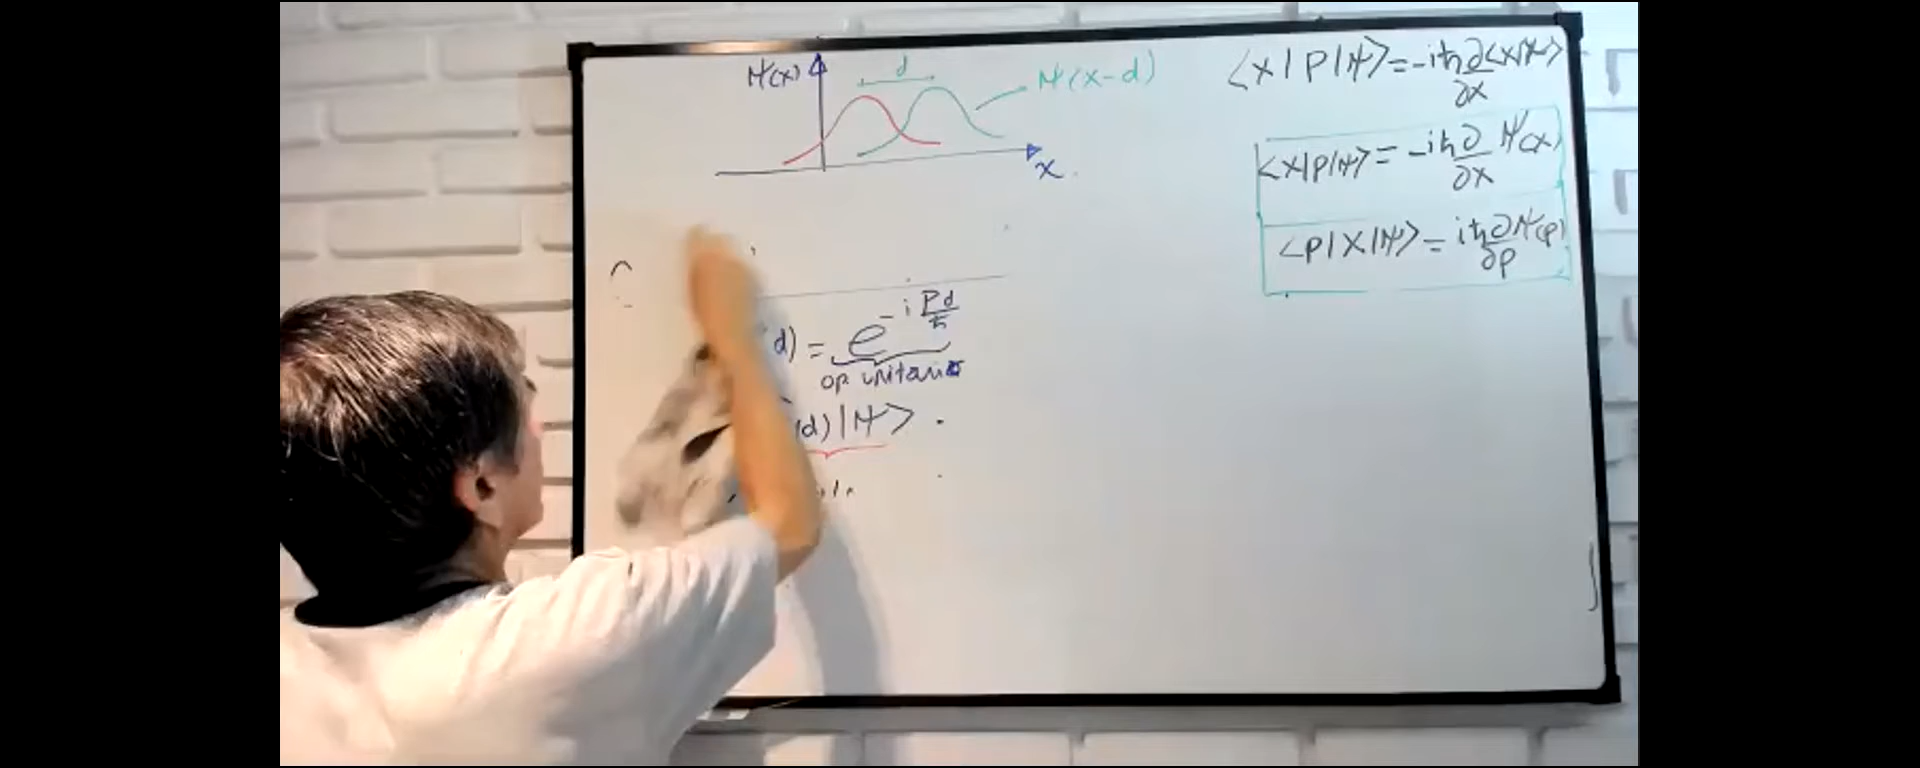 Ψ(x)
d
Ψ(x-d)
x
d) = e^{-i Pd/ħ}
op unitario
(d)|Ψ> .
<x|P|Ψ> = -iħ ∂<x|Ψ>/∂x
<x|P|Ψ> = -iħ ∂/∂x Ψ(x)
<P|X|Ψ> = iħ ∂Ψ(p)/∂p